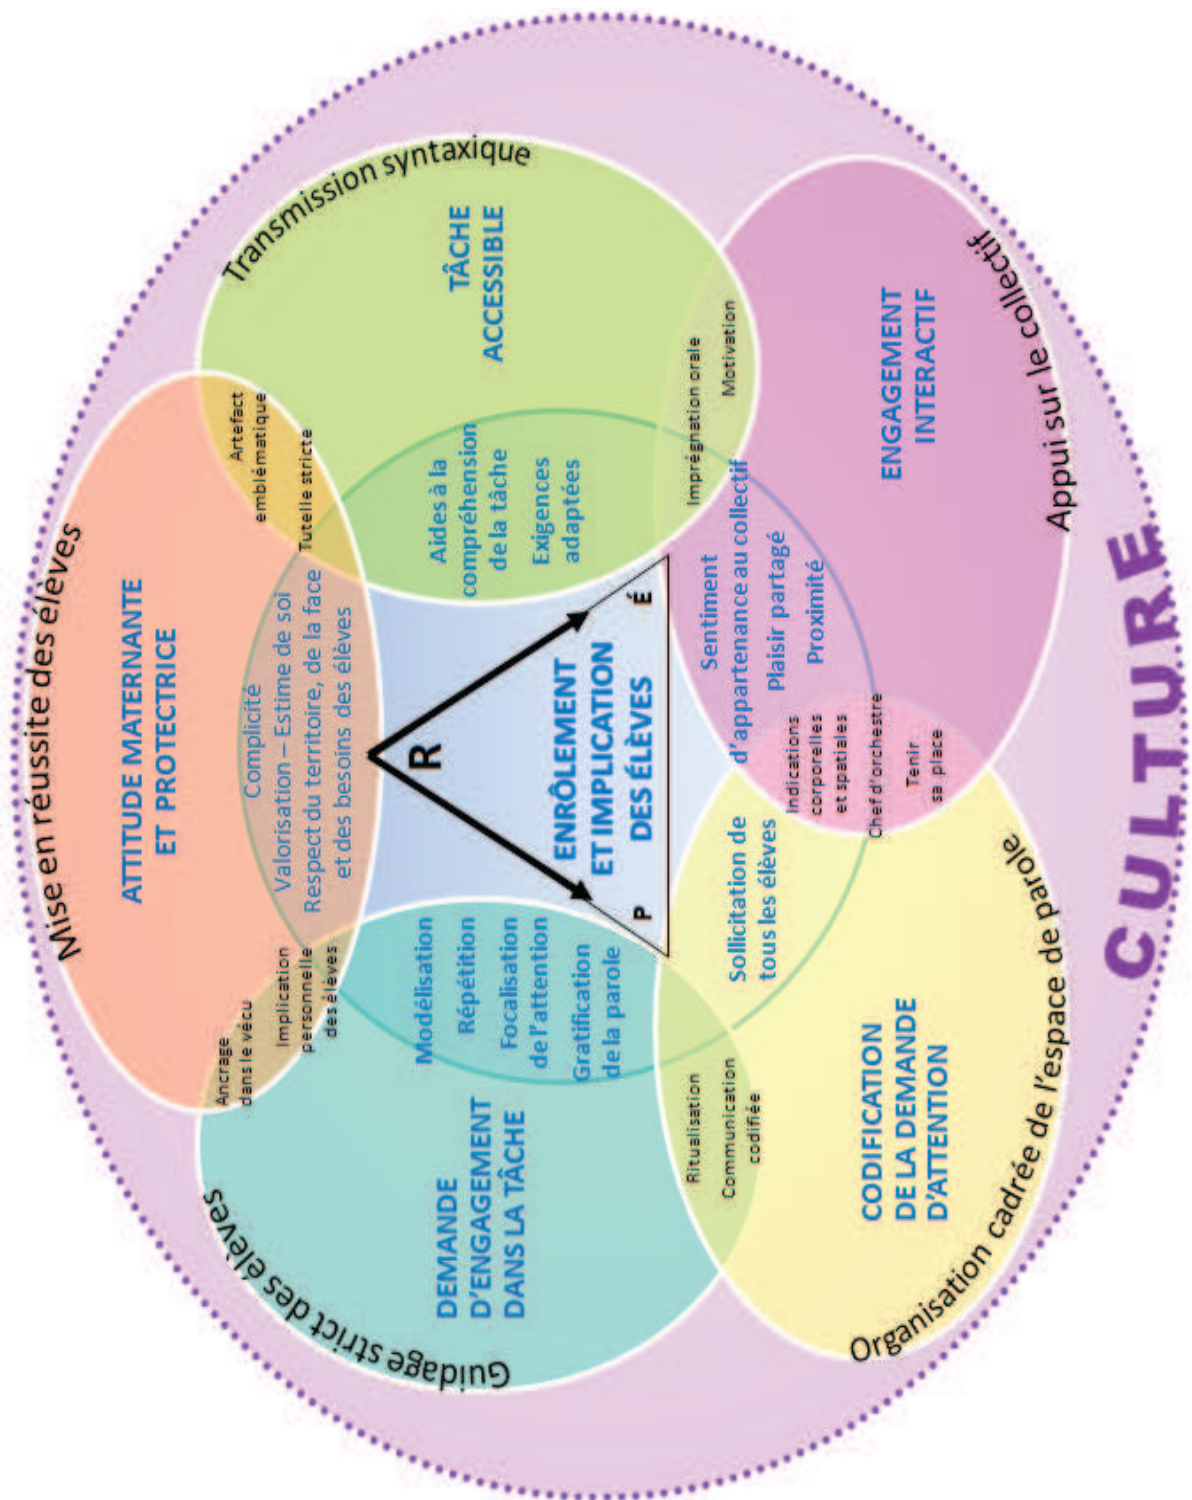 Mise en réussite des élèves
ATTITUDE MATERNANTE
ET PROTECTRICE
Complicité
Valorisation – Estime de soi
Respect du territoire, de la face
et des besoins des élèves
Ancrage
dans le vécu
Implication
personnelle
des élèves
Artefact
emblématique
Tutelle stricte
Guidage strict des élèves
DEMANDE
D'ENGAGEMENT
DANS LA TÂCHE
Modélisation
Répétition
Focalisation
de l'attention
Gratification
de la parole
R
P
É
ENRÔLEMENT
ET IMPLICATION
DES ÉLÈVES
Transmission syntaxique
TÂCHE
ACCESSIBLE
Aides à la
compréhension
de la tâche
Exigences
adaptées
Ritualisation
Communication
codifiée
Imprégnation orale
Motivation
Sollicitation de
tous les élèves
CODIFICATION
DE LA DEMANDE
D'ATTENTION
Organisation cadrée de l'espace de parole
Indications
corporelles
et spatiales
Chef d'orchestre
Tenir
sa place
Sentiment
d'appartenance au collectif
Plaisir partagé
Proximité
ENGAGEMENT
INTERACTIF
Appui sur le collectif
CULTURE